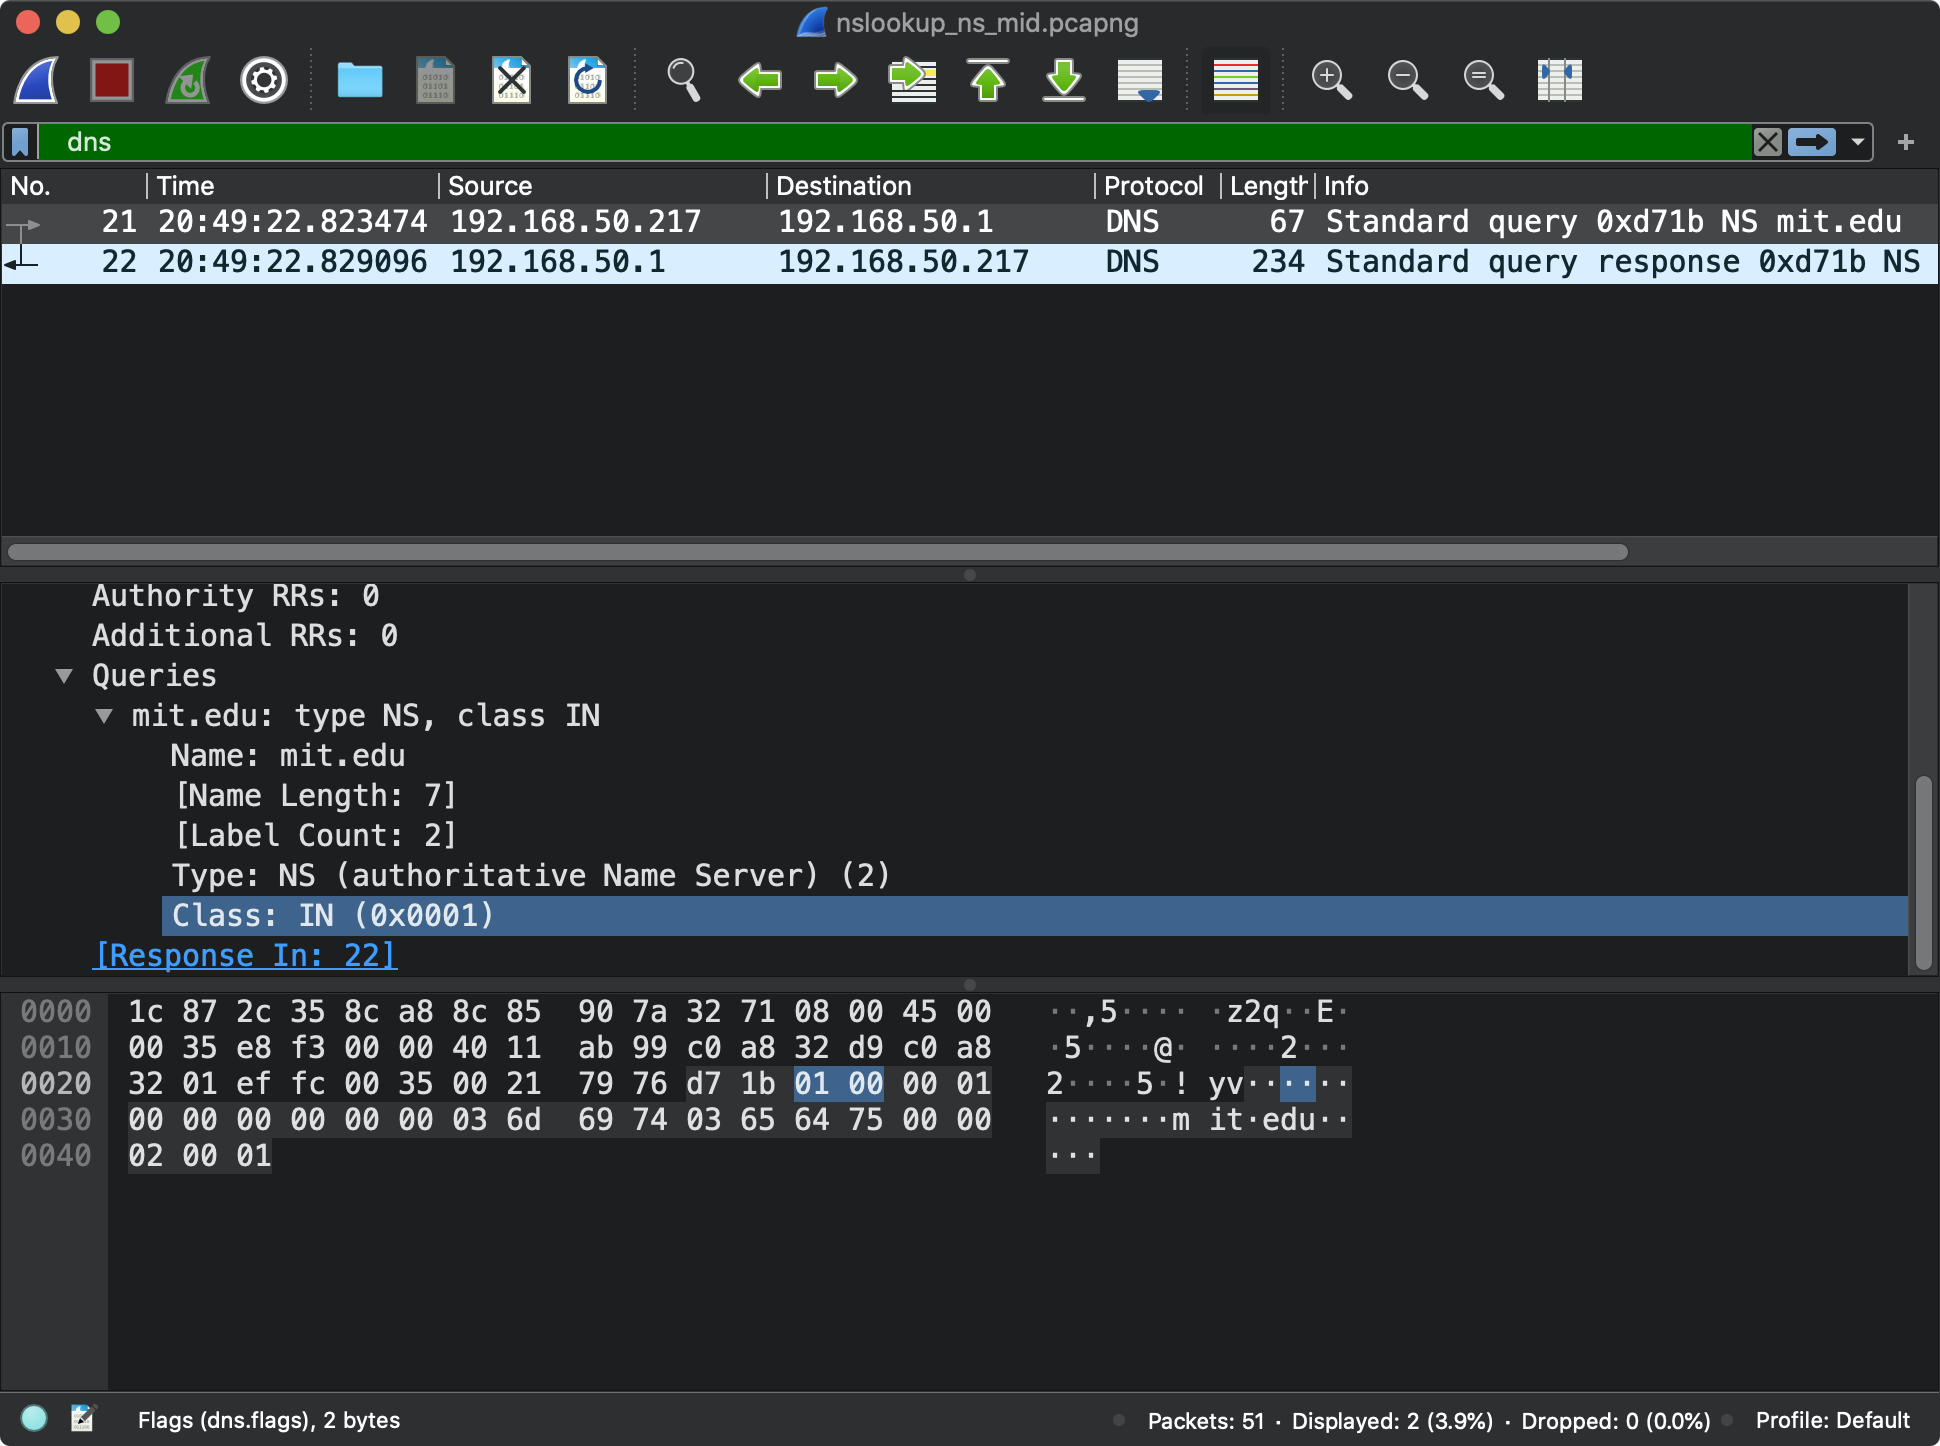 nslookup_ns_mid.pcapng
dns
No. Time Source Destination Protocol Length Info
21 20:49:22.823474 192.168.50.217 192.168.50.1 DNS 67 Standard query 0xd71b NS mit.edu
22 20:49:22.829096 192.168.50.1 192.168.50.217 DNS 234 Standard query response 0xd71b NS
Authority RRs: 0
Additional RRs: 0
Queries
mit.edu: type NS, class IN
Name: mit.edu
[Name Length: 7]
[Label Count: 2]
Type: NS (authoritative Name Server) (2)
Class: IN (0x0001)
[Response In: 22]
0000 1c 87 2c 35 8c a8 8c 85 90 7a 32 71 08 00 45 00 ··,5···· ·z2q··E·
0010 00 35 e8 f3 00 00 40 11 ab 99 c0 a8 32 d9 c0 a8 ·5····@· ····2···
0020 32 01 ef fc 00 35 00 21 79 76 d7 1b 01 00 00 01 2····5·! yv······
0030 00 00 00 00 00 00 03 6d 69 74 03 65 64 75 00 00 ·······m it·edu··
0040 02 00 01 ···
Flags (dns.flags), 2 bytes Packets: 51 · Displayed: 2 (3.9%) · Dropped: 0 (0.0%) Profile: Default